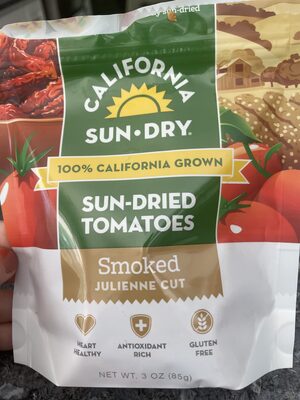 sun-dried
CALIFORNIA
SUN·DRY®
100% CALIFORNIA GROWN
SUN-DRIED
TOMATOES
Smoked
JULIENNE CUT
HEART
HEALTHY
ANTIOXIDANT
RICH
GLUTEN
FREE
NET WT. 3 OZ (85g)